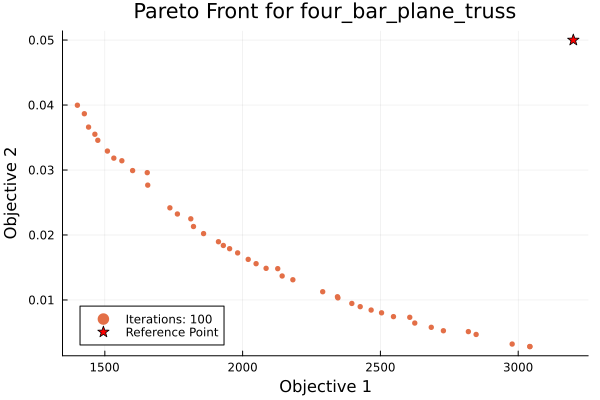 Pareto Front for four_bar_plane_truss
Objective 2
0.05
0.04
0.03
0.02
0.01
Iterations: 100
Reference Point
1500 2000 2500 3000
Objective 1